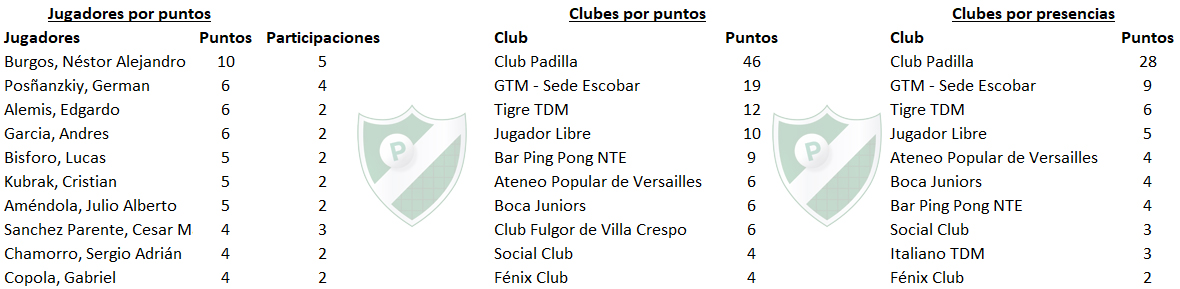 Jugadores por puntos
Jugadores Puntos Participaciones
Burgos, Néstor Alejandro 10 5
Posñanzkiy, German 6 4
Alemis, Edgardo 6 2
Garcia, Andres 6 2
Bisforo, Lucas 5 2
Kubrak, Cristian 5 2
Améndola, Julio Alberto 5 2
Sanchez Parente, Cesar M 4 3
Chamorro, Sergio Adrián 4 2
Copola, Gabriel 4 2
P
Clubes por puntos
Club Puntos
Club Padilla 46
GTM - Sede Escobar 19
Tigre TDM 12
Jugador Libre 10
Bar Ping Pong NTE 9
Ateneo Popular de Versailles 6
Boca Juniors 6
Club Fulgor de Villa Crespo 6
Social Club 4
Fénix Club 4
P
Clubes por presencias
Club Puntos
Club Padilla 28
GTM - Sede Escobar 9
Tigre TDM 6
Jugador Libre 5
Ateneo Popular de Versailles 4
Boca Juniors 4
Bar Ping Pong NTE 4
Social Club 3
Italiano TDM 3
Fénix Club 2